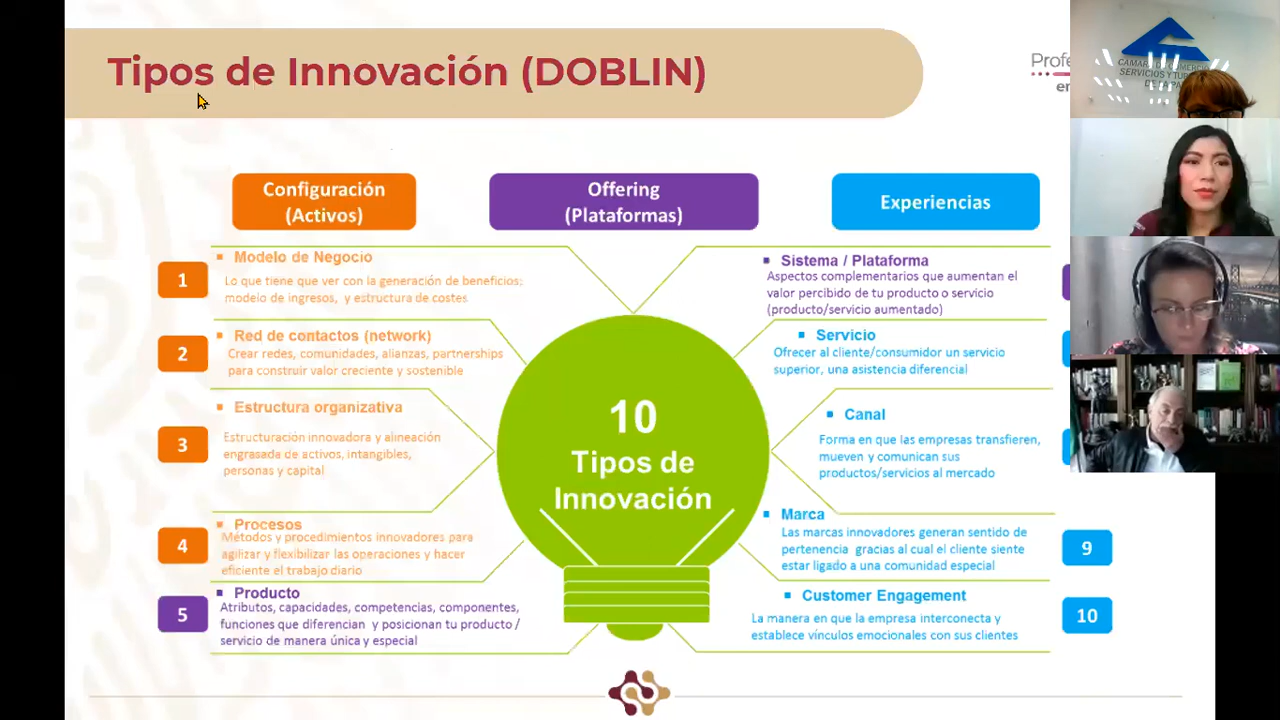 Tipos de Innovación (DOBLIN)
Configuración
(Activos)
Offering
(Plataformas)
Experiencias
1
Modelo de Negocio
Lo que tiene que ver con la generación de beneficios:
modelo de ingresos, y estructura de costes
2
Red de contactos (network)
Crear redes, comunidades, alianzas, partnerships
para construir valor creciente y sostenible
3
Estructura organizativa
Estructuración innovadora y alineación
engrasada de activos, intangibles,
personas y capital
4
Procesos
Métodos y procedimientos innovadores para
agilizar y flexibilizar las operaciones y hacer
eficiente el trabajo diario
5
Producto
Atributos, capacidades, competencias, componentes,
funciones que diferencian y posicionan tu producto /
servicio de manera única y especial
10
Tipos de
Innovación
Sistema / Plataforma
Aspectos complementarios que aumentan el
valor percibido de tu producto o servicio
(producto/servicio aumentado)
Servicio
Ofrecer al cliente/consumidor un servicio
superior, una asistencia diferencial
Canal
Forma en que las empresas transfieren,
mueven y comunican sus
productos/servicios al mercado
Marca
Las marcas innovadores generan sentido de
pertenencia gracias al cual el cliente siente
estar ligado a una comunidad especial
9
Customer Engagement
La manera en que la empresa interconecta y
establece vínculos emocionales con sus clientes
10